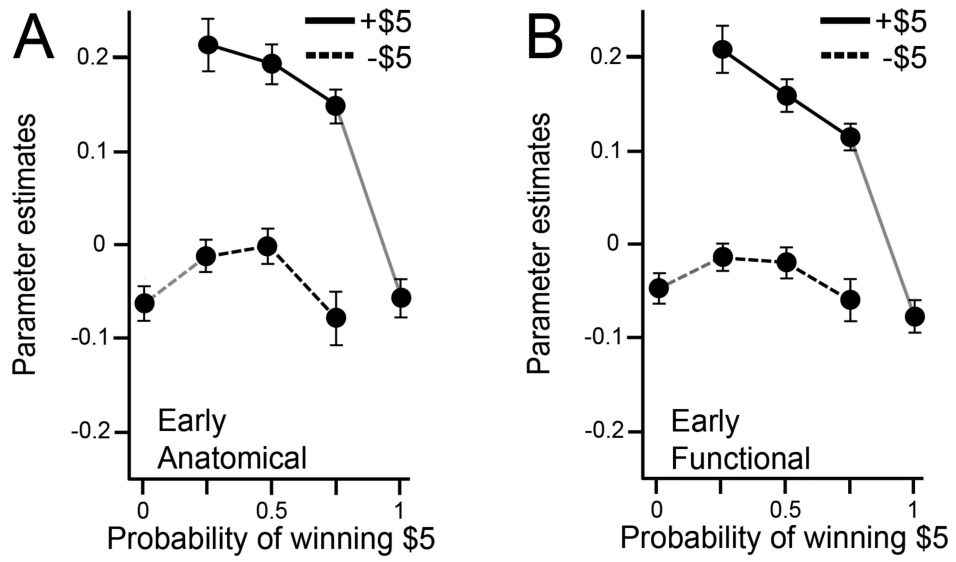 A
+$5
-$5
0.2
0.1
0
-0.1
-0.2
Parameter estimates
Early
Anatomical
0 0.5 1
Probability of winning $5
B
+$5
-$5
0.2
0.1
0
-0.1
-0.2
Parameter estimates
Early
Functional
0 0.5 1
Probability of winning $5